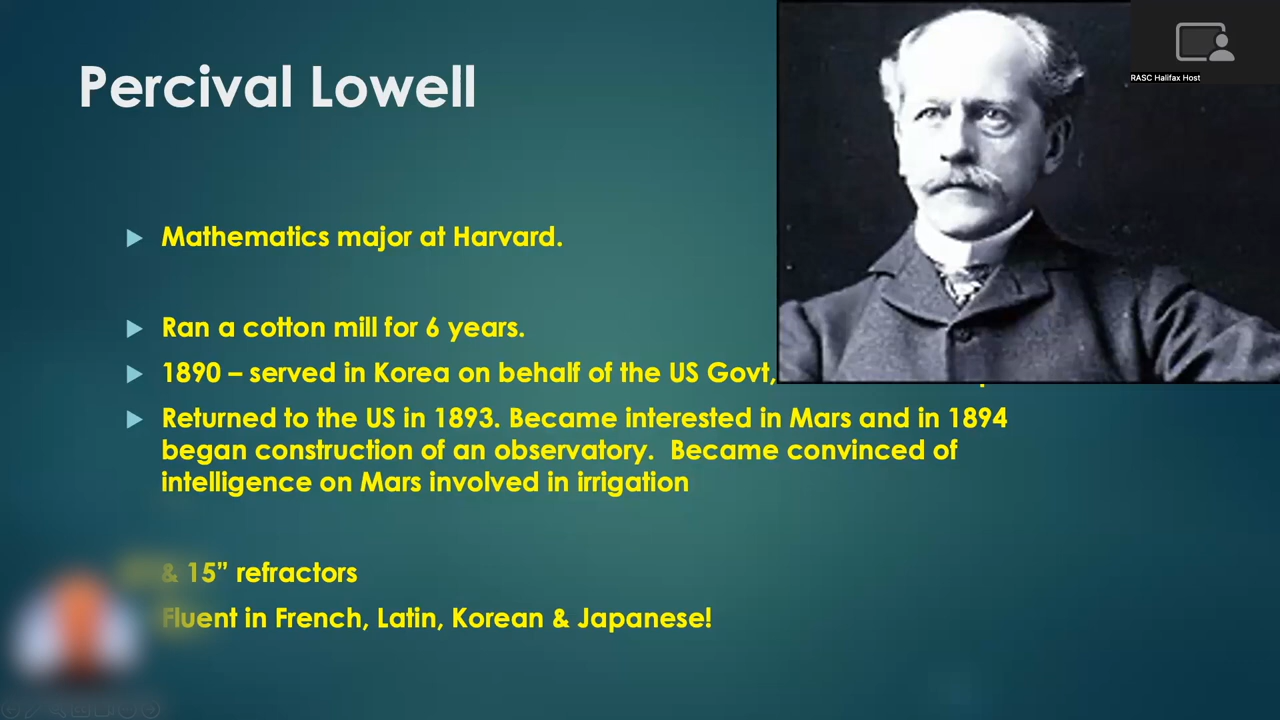 RASC Halifax Host
Percival Lowell
Mathematics major at Harvard.
Ran a cotton mill for 6 years.
1890 – served in Korea on behalf of the US Govt,
Returned to the US in 1893. Became interested in Mars and in 1894
began construction of an observatory.  Became convinced of
intelligence on Mars involved in irrigation
& 15” refractors
Fluent in French, Latin, Korean & Japanese!